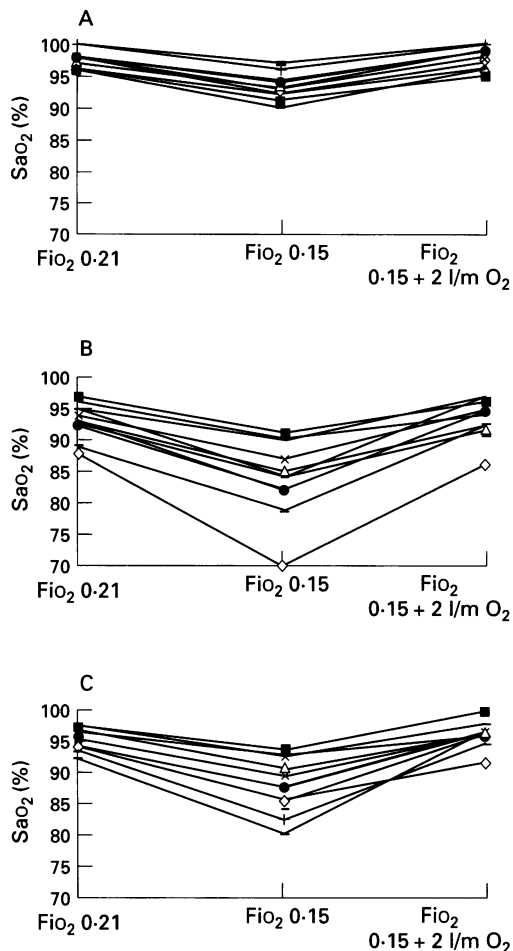 A
100
95
90
85
80
75
70
SaO₂ (%)
FiO₂ 0·21
FiO₂ 0·15
FiO₂
0·15 + 2 l/m O₂
B
100
95
90
85
80
75
70
SaO₂ (%)
FiO₂ 0·21
FiO₂ 0·15
FiO₂
0·15 + 2 l/m O₂
C
100
95
90
85
80
75
70
SaO₂ (%)
FiO₂ 0·21
FiO₂ 0·15
FiO₂
0·15 + 2 l/m O₂